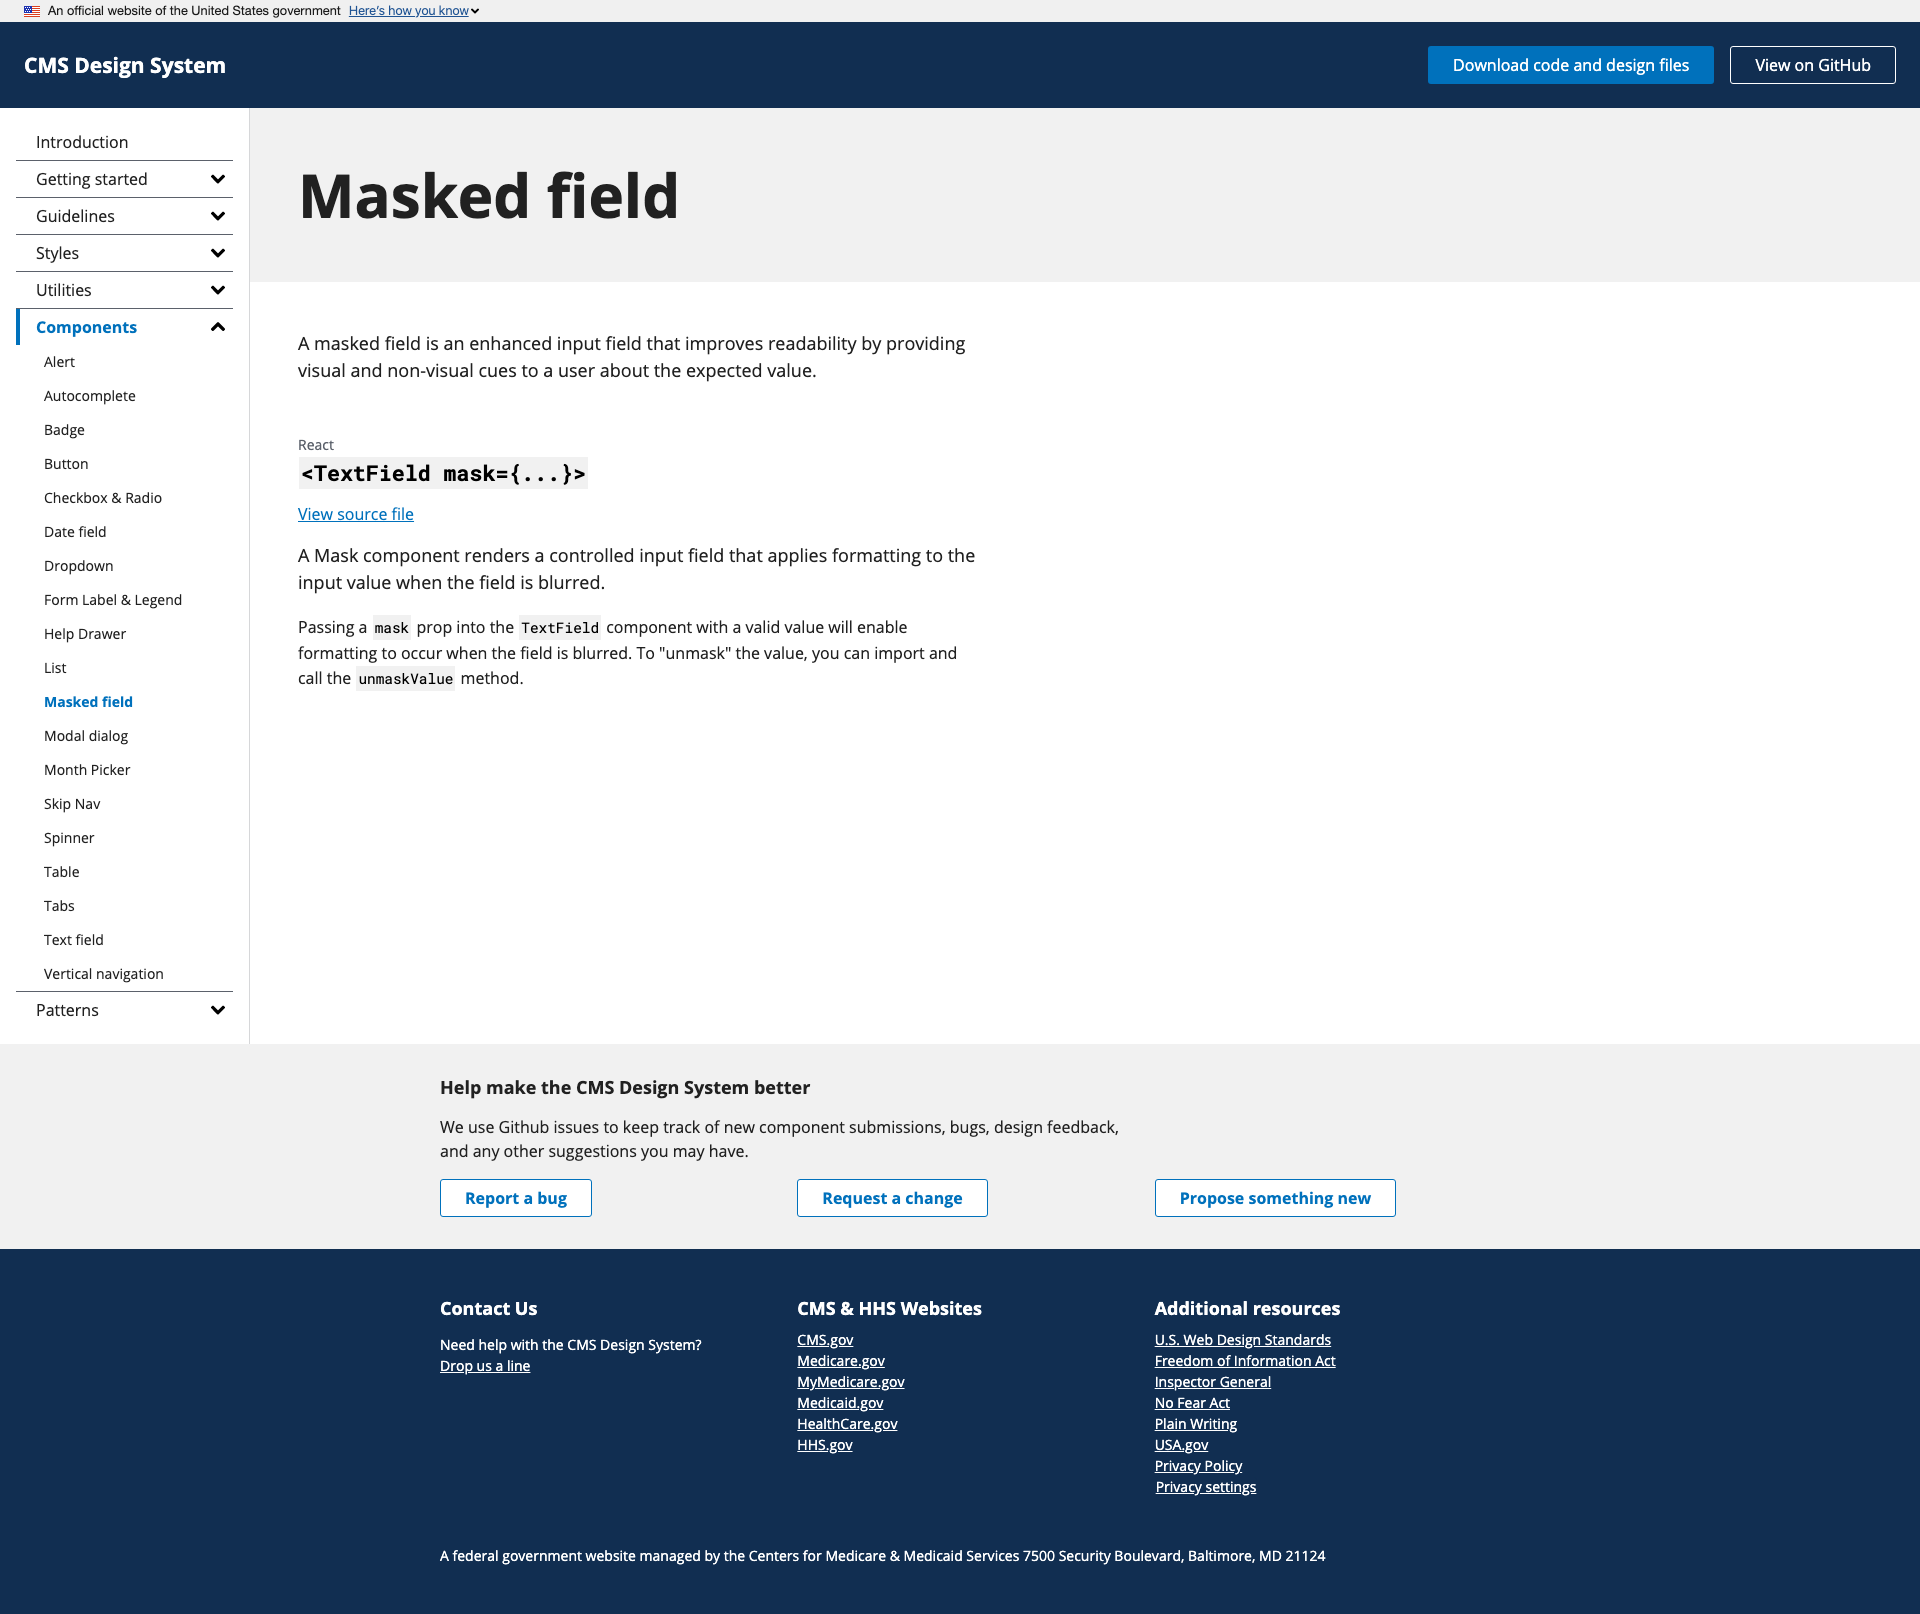 An official website of the United States government Here's how you know
CMS Design System
Download code and design files
View on GitHub
Introduction
Getting started
Guidelines
Styles
Utilities
Components
Alert
Autocomplete
Badge
Button
Checkbox & Radio
Date field
Dropdown
Form Label & Legend
Help Drawer
List
Masked field
Modal dialog
Month Picker
Skip Nav
Spinner
Table
Tabs
Text field
Vertical navigation
Patterns
Masked field
A masked field is an enhanced input field that improves readability by providing
visual and non-visual cues to a user about the expected value.
React
<TextField mask={...}>
View source file
A Mask component renders a controlled input field that applies formatting to the
input value when the field is blurred.
Passing a mask prop into the TextField component with a valid value will enable
formatting to occur when the field is blurred. To "unmask" the value, you can import and
call the unmaskValue method.
Help make the CMS Design System better
We use Github issues to keep track of new component submissions, bugs, design feedback,
and any other suggestions you may have.
Report a bug
Request a change
Propose something new
Contact Us
Need help with the CMS Design System?
Drop us a line
CMS & HHS Websites
CMS.gov
Medicare.gov
MyMedicare.gov
Medicaid.gov
HealthCare.gov
HHS.gov
Additional resources
U.S. Web Design Standards
Freedom of Information Act
Inspector General
No Fear Act
Plain Writing
USA.gov
Privacy Policy
Privacy settings
A federal government website managed by the Centers for Medicare & Medicaid Services 7500 Security Boulevard, Baltimore, MD 21124